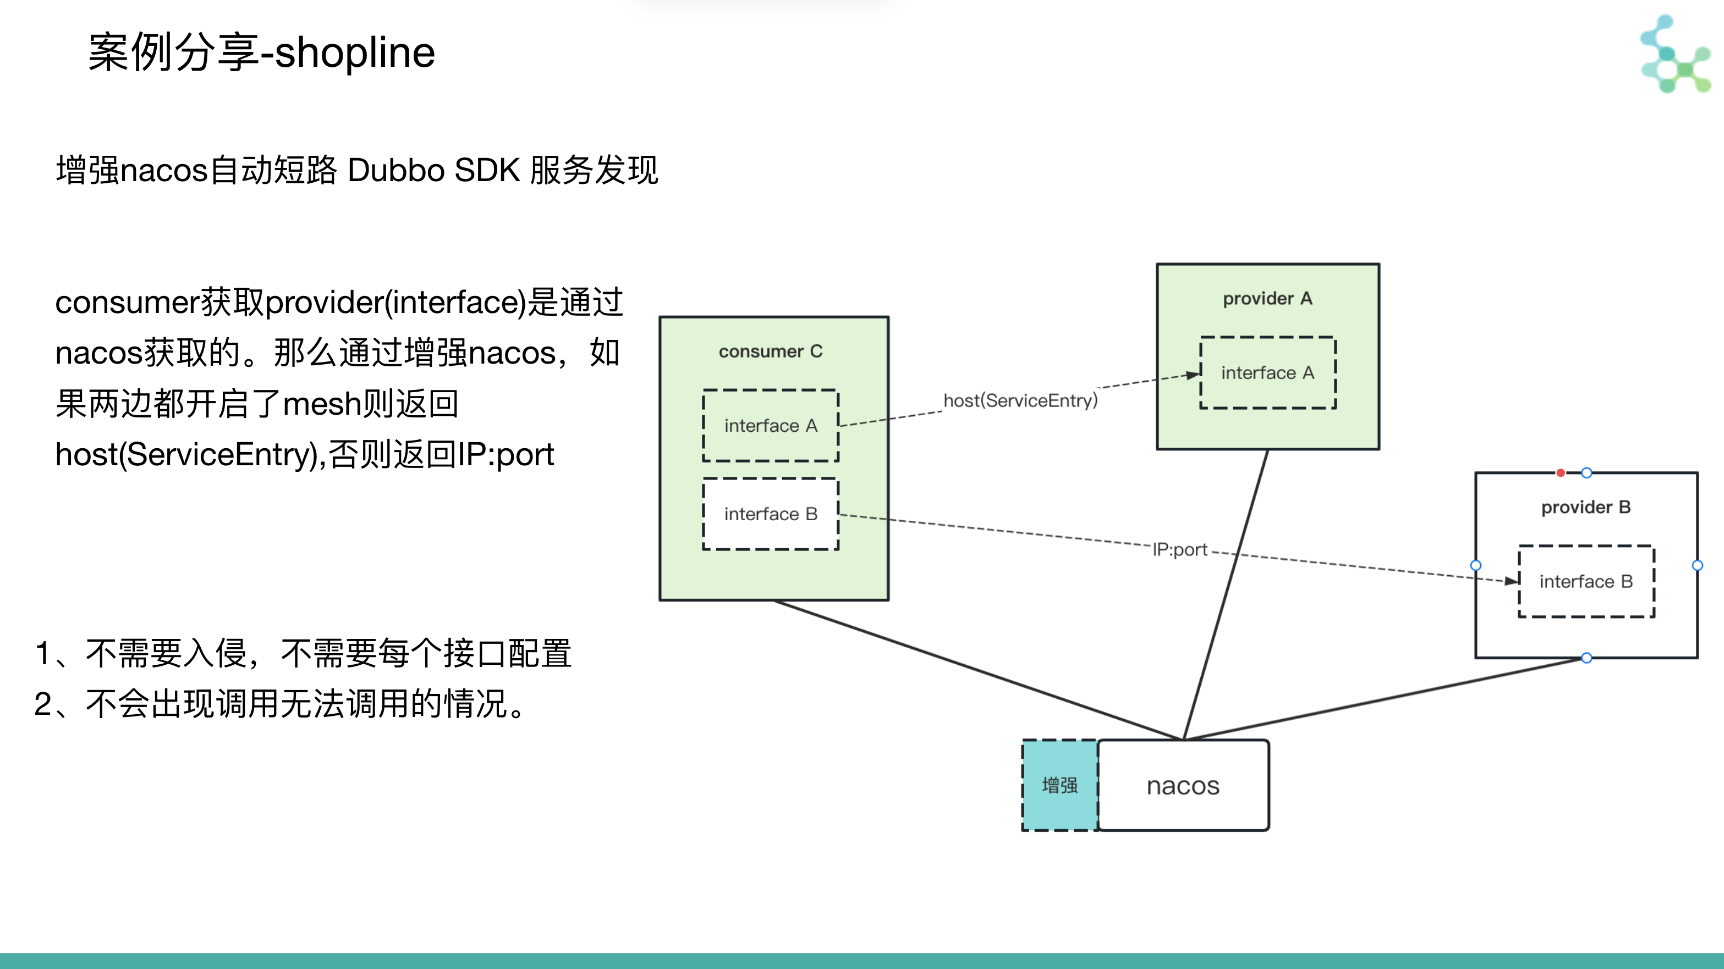 案例分享-shopline
增强nacos自动短路 Dubbo SDK 服务发现
consumer获取provider(interface)是通过
nacos获取的。那么通过增强nacos，如
果两边都开启了mesh则返回
host(ServiceEntry),否则返回IP:port
1、不需要入侵，不需要每个接口配置
2、不会出现调用无法调用的情况。
consumer C
interface A
interface B
host(ServiceEntry)
IP:port
provider A
interface A
provider B
interface B
增强
nacos